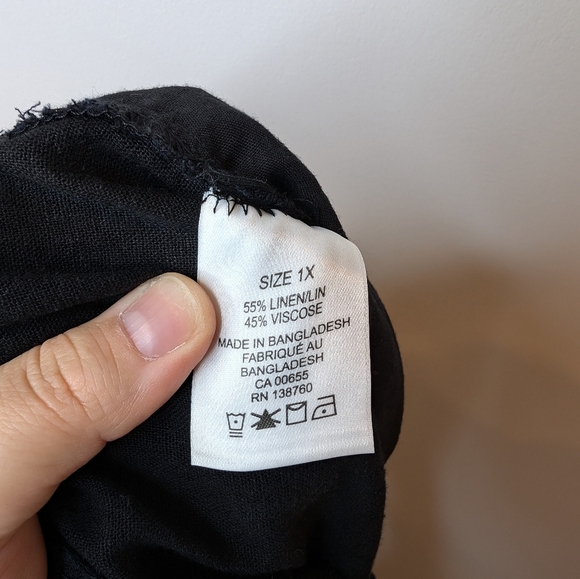 SIZE 1X
55% LINEN/LIN
45% VISCOSE
MADE IN BANGLADESH
FABRIQUÉ AU
BANGLADESH
CA 00655
RN 138760